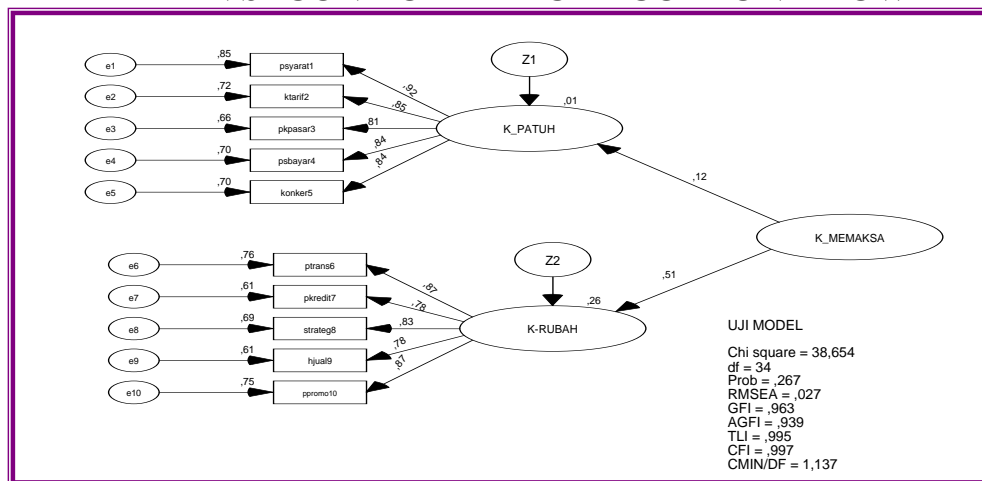 Z1
e1 ,85 psyarat1 ,92
e2 ,72 ktarif2 ,85
e3 ,66 pkpasar3 ,81
e4 ,70 psbayar4 ,84
e5 ,70 konker5 ,84
,01
K_PATUH
,12
K_MEMAKSA
Z2
,51
e6 ,76 ptrans6 ,87
e7 ,61 pkredit7 ,78
e8 ,69 strateg8 ,83
e9 ,61 hjual9 ,78
e10 ,75 ppromo10 ,87
,26
K-RUBAH
UJI MODEL
Chi square = 38,654
df = 34
Prob = ,267
RMSEA = ,027
GFI = ,963
AGFI = ,939
TLI = ,995
CFI = ,997
CMIN/DF = 1,137